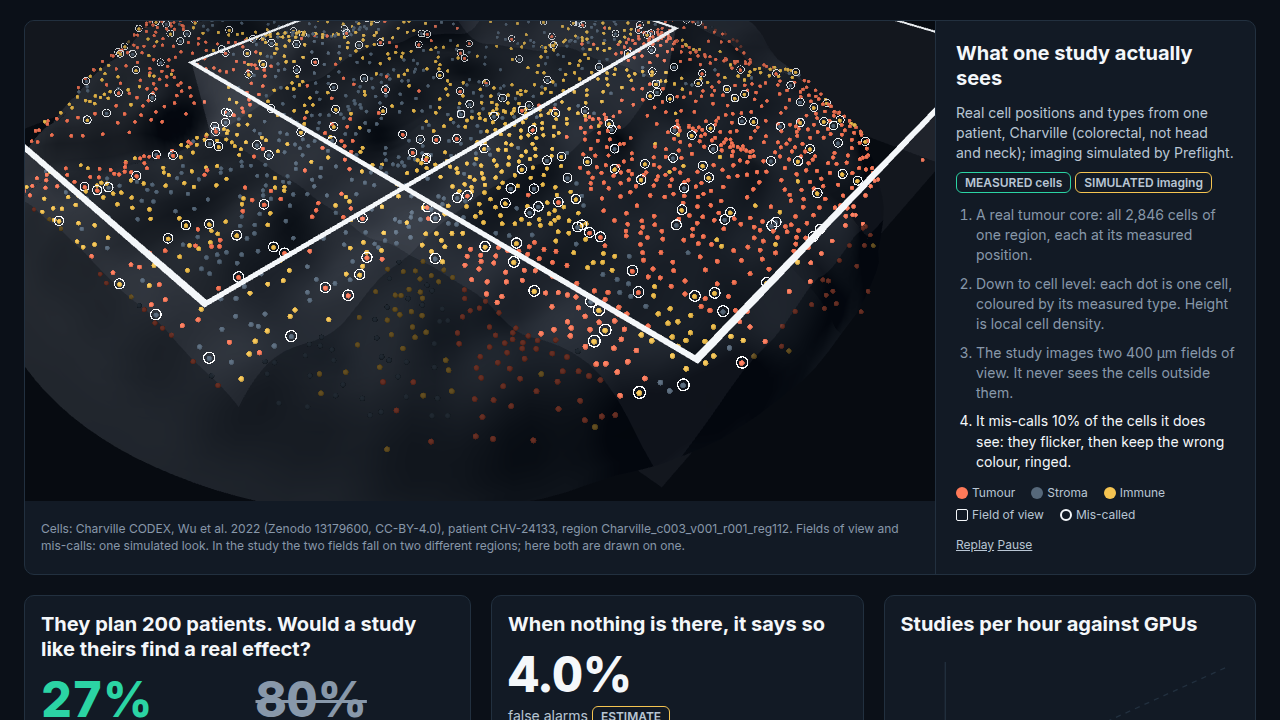 What one study actually
sees
Real cell positions and types from one
patient, Charville (colorectal, not head
and neck); imaging simulated by Preflight.
MEASURED cells SIMULATED imaging
1. A real tumour core: all 2,846 cells of
one region, each at its measured
position.
2. Down to cell level: each dot is one cell,
coloured by its measured type. Height
is local cell density.
3. The study images two 400 µm fields of
view. It never sees the cells outside
them.
4. It mis-calls 10% of the cells it does
see: they flicker, then keep the wrong
colour, ringed.
Tumour Stroma Immune
Field of view Mis-called
Replay Pause
Cells: Charville CODEX, Wu et al. 2022 (Zenodo 13179600, CC-BY-4.0), patient CHV-24133, region Charville_c003_v001_r001_reg112. Fields of view and
mis-calls: one simulated look. In the study the two fields fall on two different regions; here both are drawn on one.
They plan 200 patients. Would a study
like theirs find a real effect?
27% 80%
When nothing is there, it says so
4.0%
false alarms ESTIMATE
Studies per hour against GPUs